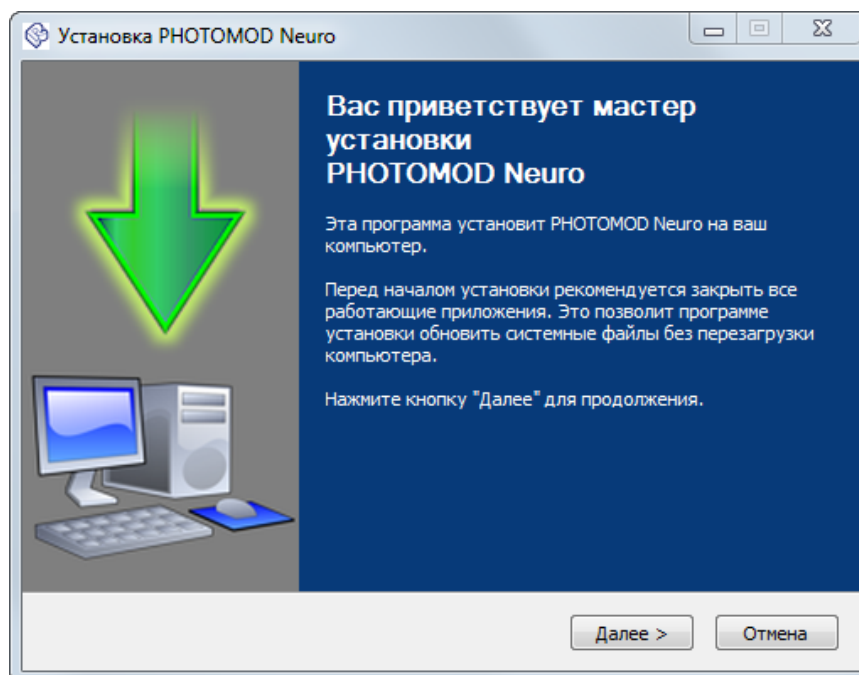 Установка PHOTOMOD Neuro
Вас приветствует мастер
установки
PHOTOMOD Neuro
Эта программа установит PHOTOMOD Neuro на ваш
компьютер.
Перед началом установки рекомендуется закрыть все
работающие приложения. Это позволит программе
установки обновить системные файлы без перезагрузки
компьютера.
Нажмите кнопку "Далее" для продолжения.
Далее >
Отмена